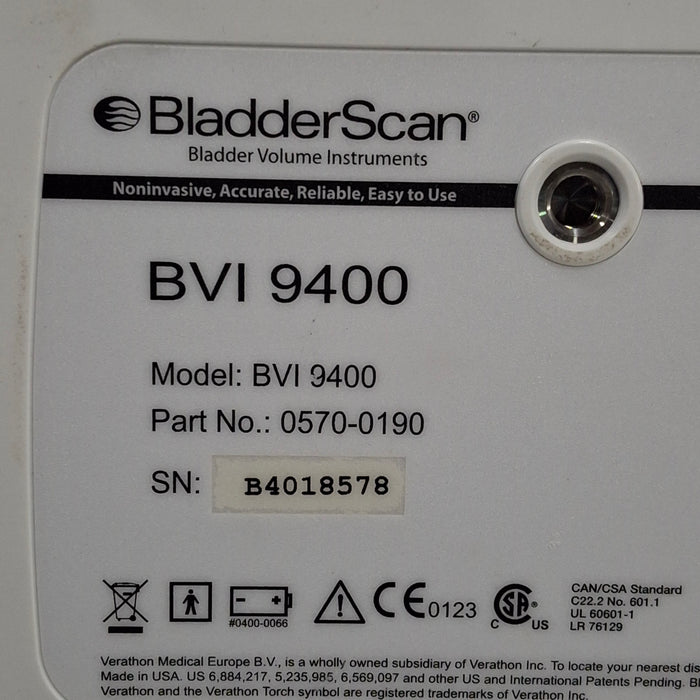 BladderScan®
Bladder Volume Instruments
Noninvasive, Accurate, Reliable, Easy to Use
BVI 9400
Model: BVI 9400
Part No.: 0570-0190
SN: B4018578
#0400-0066
CE 0123
CSA® C US
CAN/CSA Standard
C22.2 No. 601.1
UL 60601-1
LR 76129
Verathon Medical Europe B.V., is a wholly owned subsidiary of Verathon Inc. To locate your nearest
Made in USA. US 6,884,217, 5,235,985, 6,569,097 and other US and International Patents Pending.
Verathon and the Verathon Torch symbol are registered trademarks of Verathon Inc.